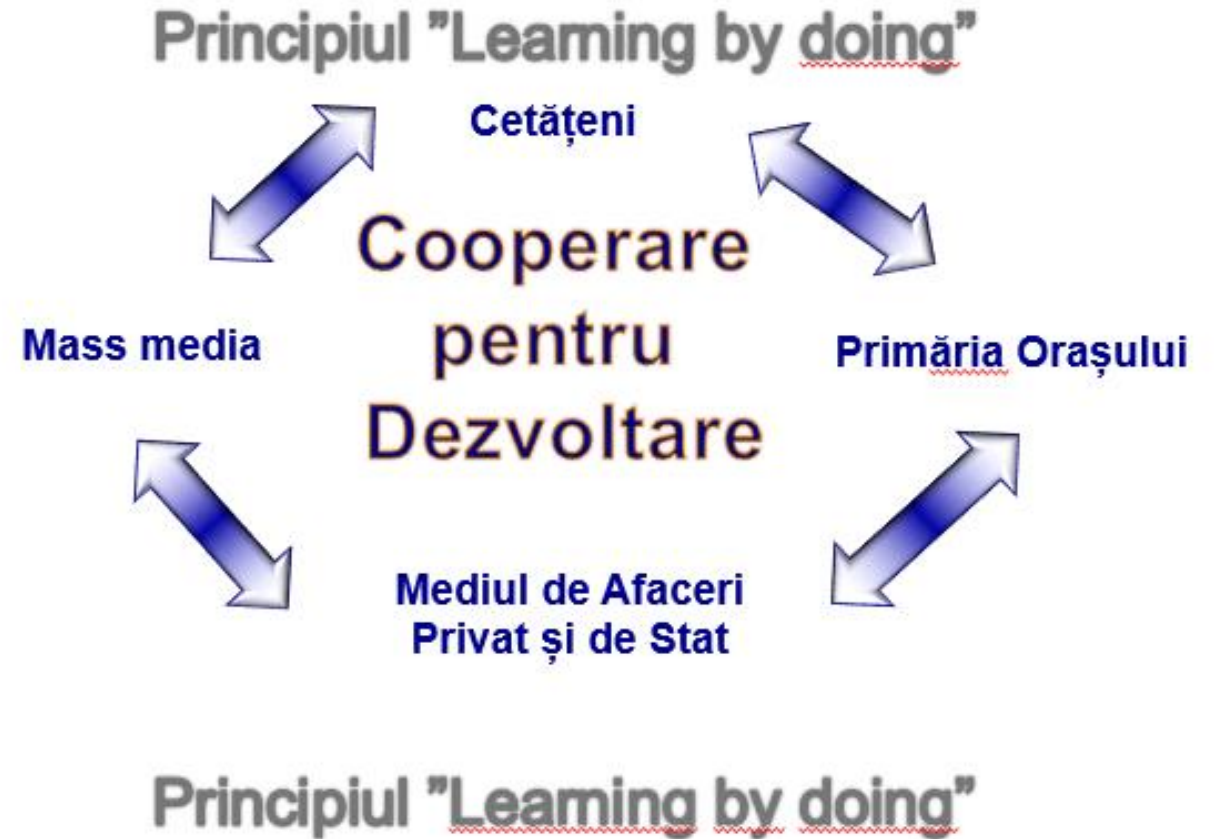 Principiul ”Learning by doing”
Cetățeni
Cooperare
pentru
Dezvoltare
Mass media
Primăria Orașului
Mediul de Afaceri
Privat și de Stat
Principiul ”Learning by doing”